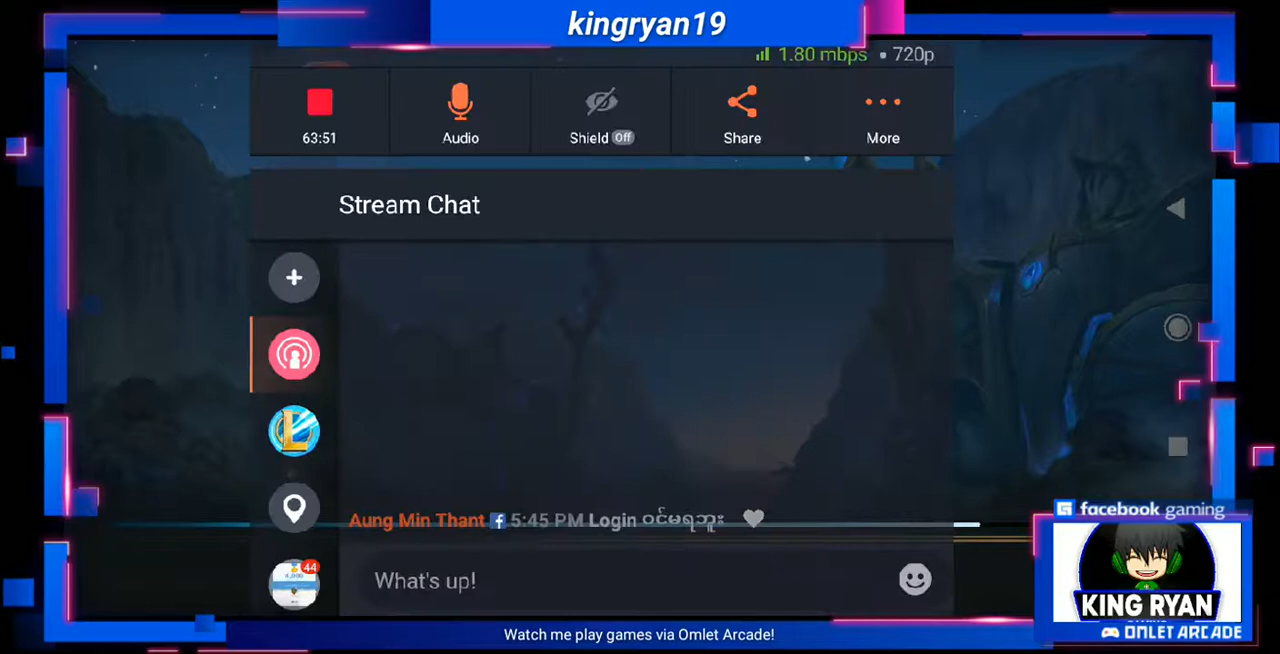 kingryan19
1.80 mbps • 720p
63:51
Audio
Shield Off
Share
More
Stream Chat
Aung Min Thant 5:45 PM Login ဝင်မရဘူး
44
What's up!
facebook gaming
KING RYAN
OMLET ARCADE
Watch me play games via Omlet Arcade!